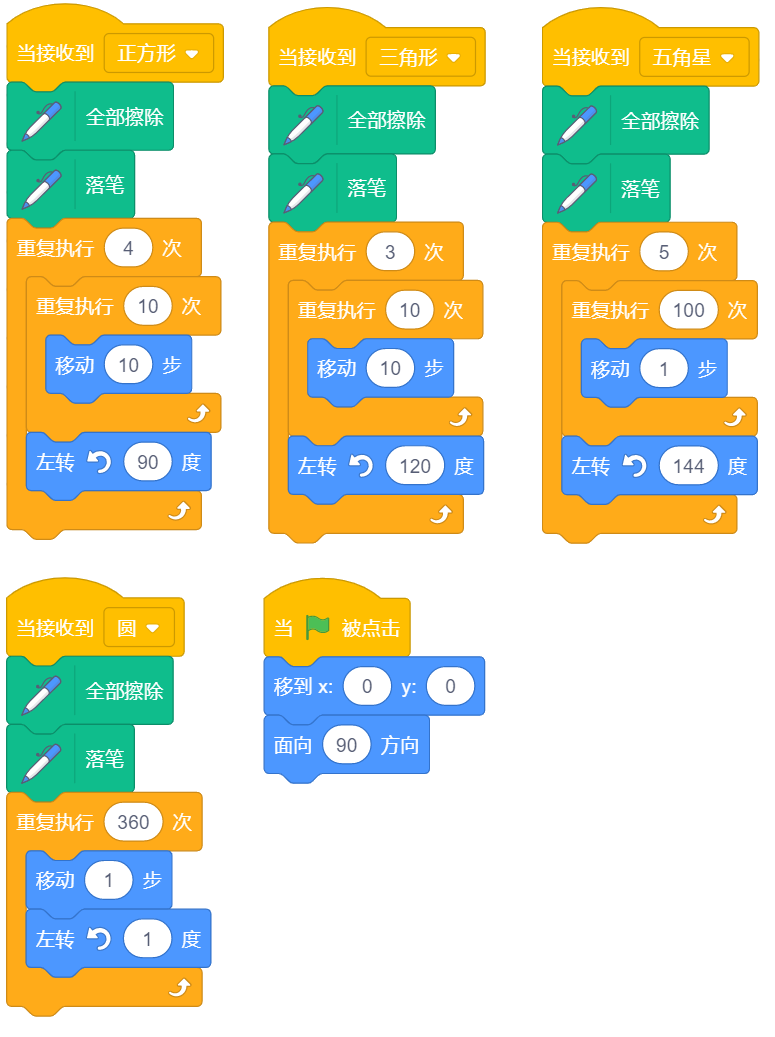 当接收到 正方形
全部擦除
落笔
重复执行 4 次
重复执行 10 次
移动 10 步
左转 90 度
当接收到 三角形
全部擦除
落笔
重复执行 3 次
重复执行 10 次
移动 10 步
左转 120 度
当接收到 五角星
全部擦除
落笔
重复执行 5 次
重复执行 100 次
移动 1 步
左转 144 度
当接收到 圆
全部擦除
落笔
重复执行 360 次
移动 1 步
左转 1 度
当 被点击
移到 x: 0 y: 0
面向 90 方向